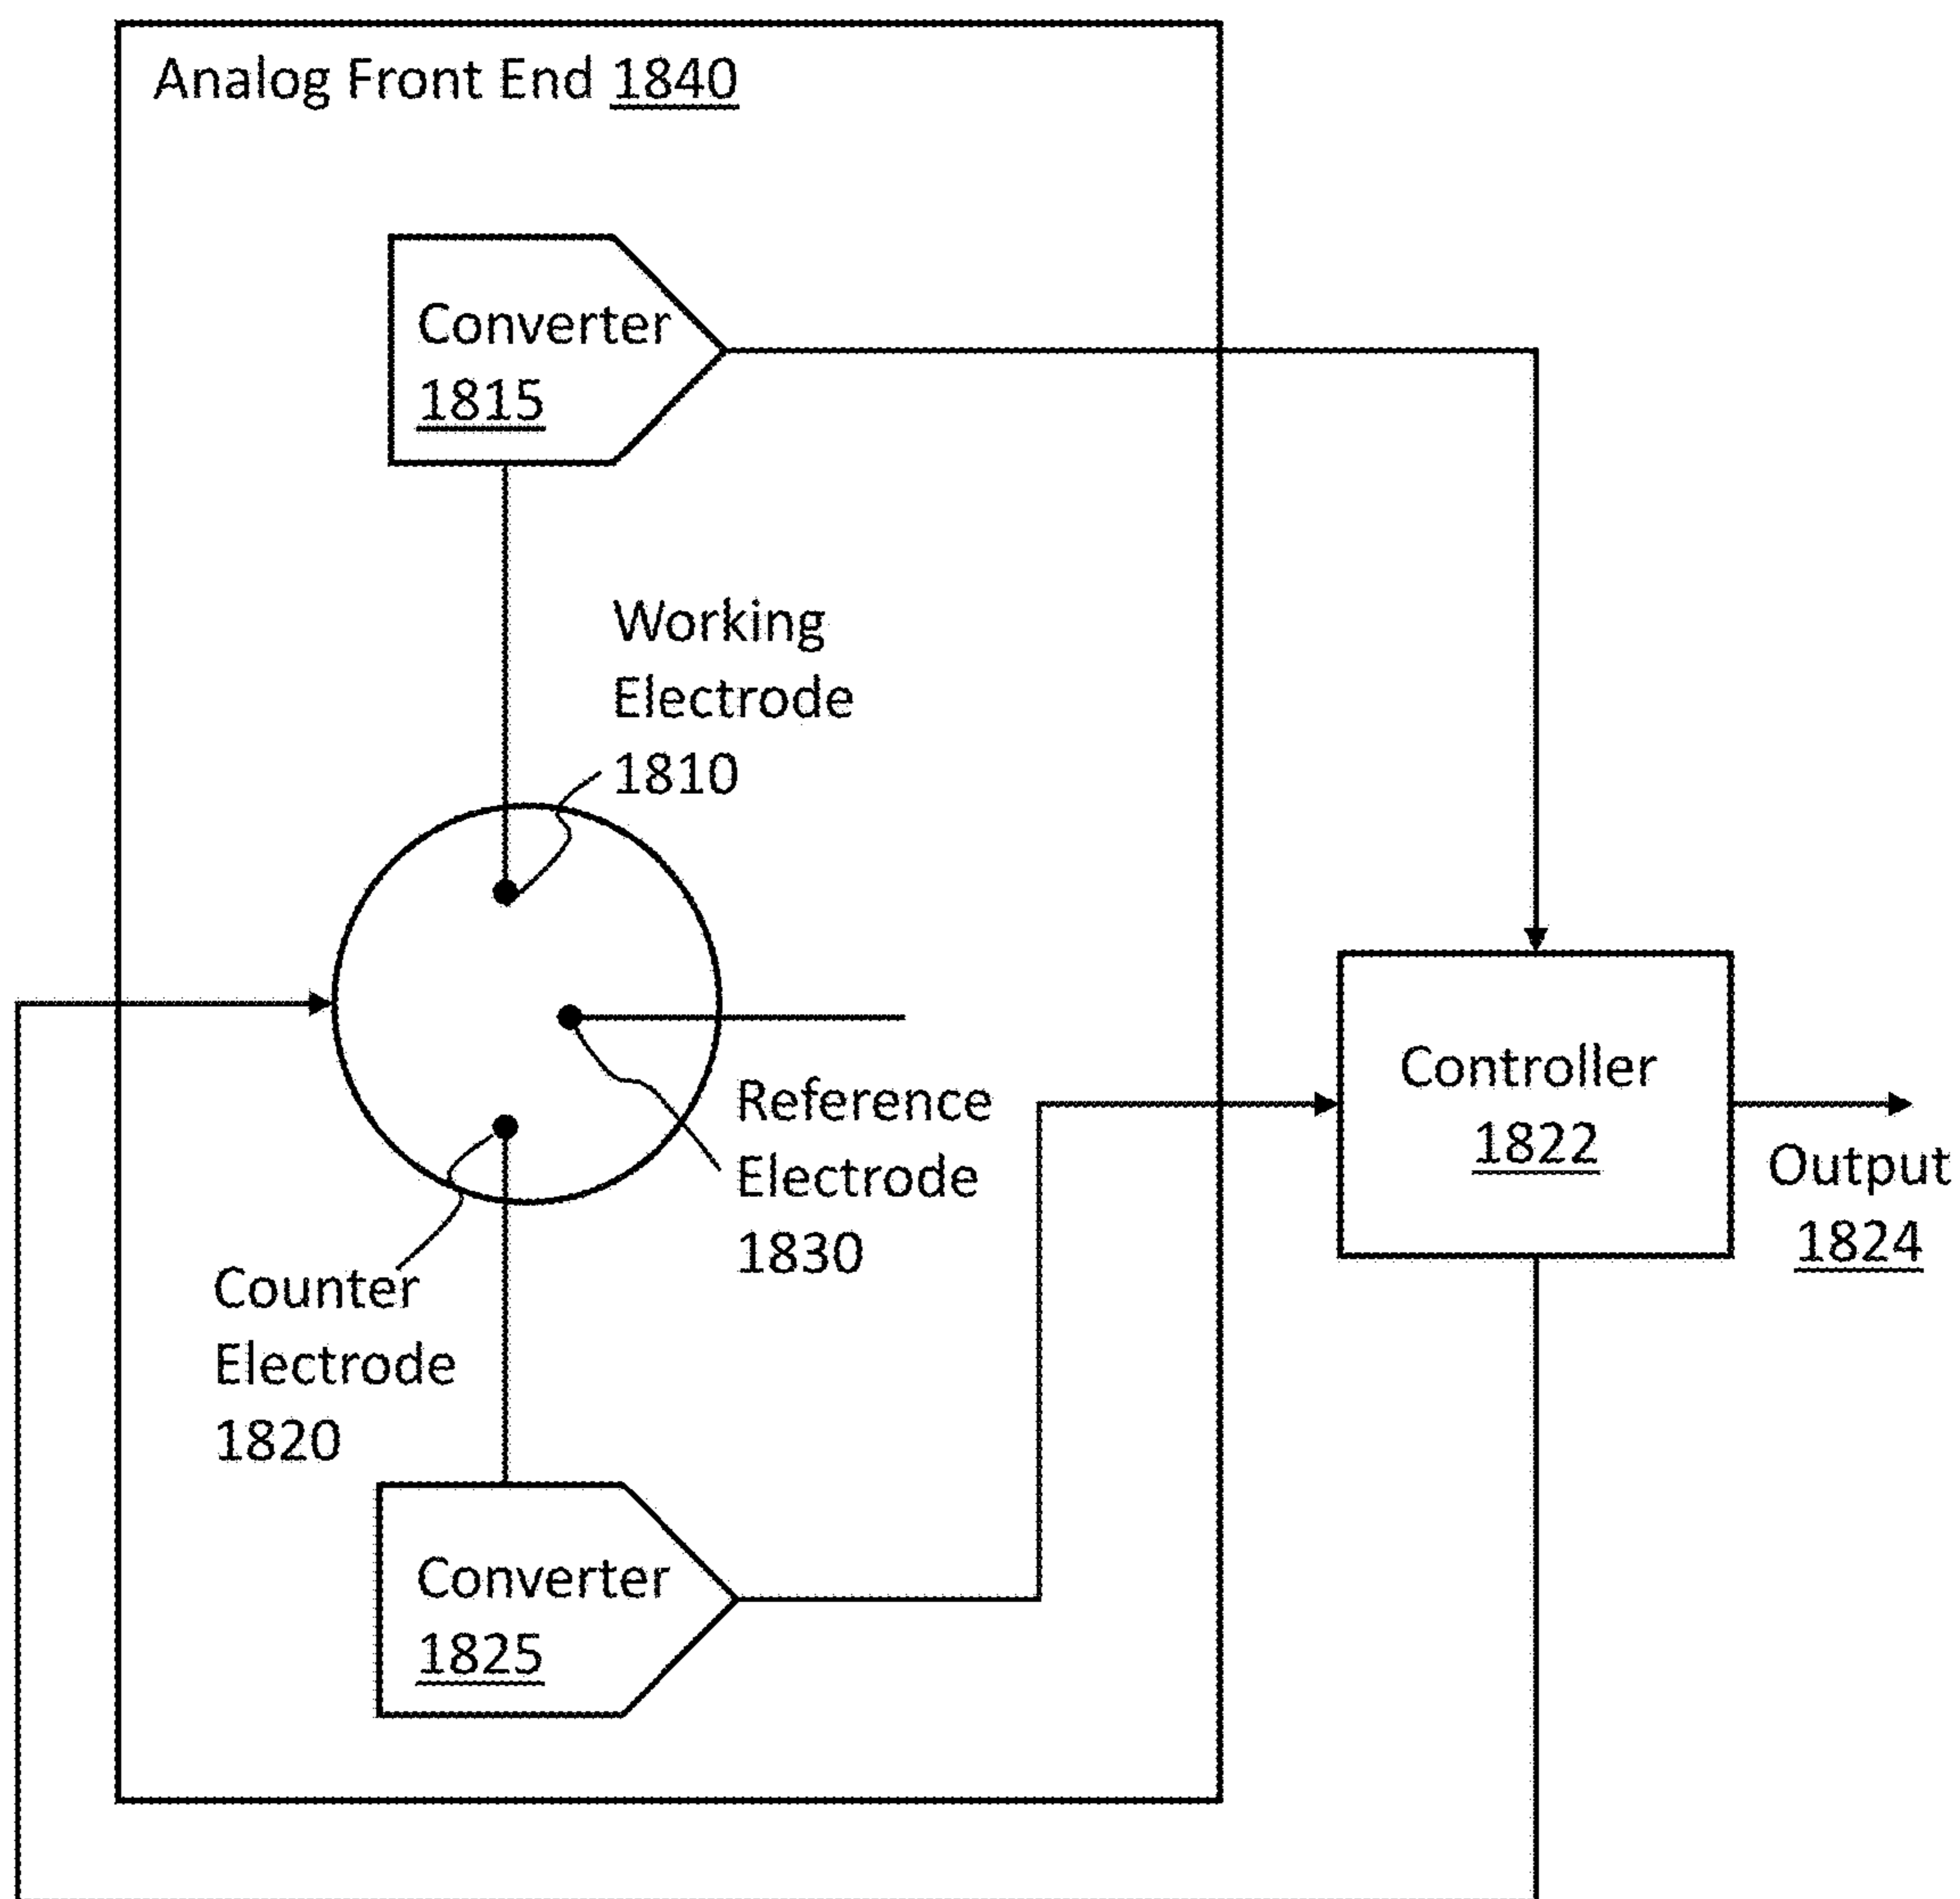 Analog Front End 1840
Converter
1815
Working
Electrode
1810
Reference
Electrode
1830
Counter
Electrode
1820
Converter
1825
Controller
1822
Output
1824